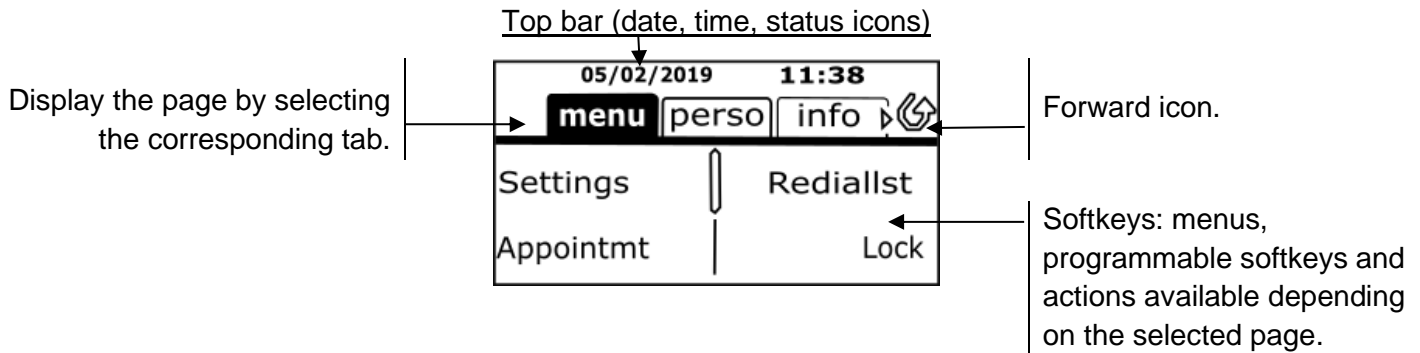 Top bar (date, time, status icons)
05/02/2019 11:38
Display the page by selecting
the corresponding tab.
menu perso info
Forward icon.
Settings Rediallst
Appointmt Lock
Softkeys: menus,
programmable softkeys and
actions available depending
on the selected page.